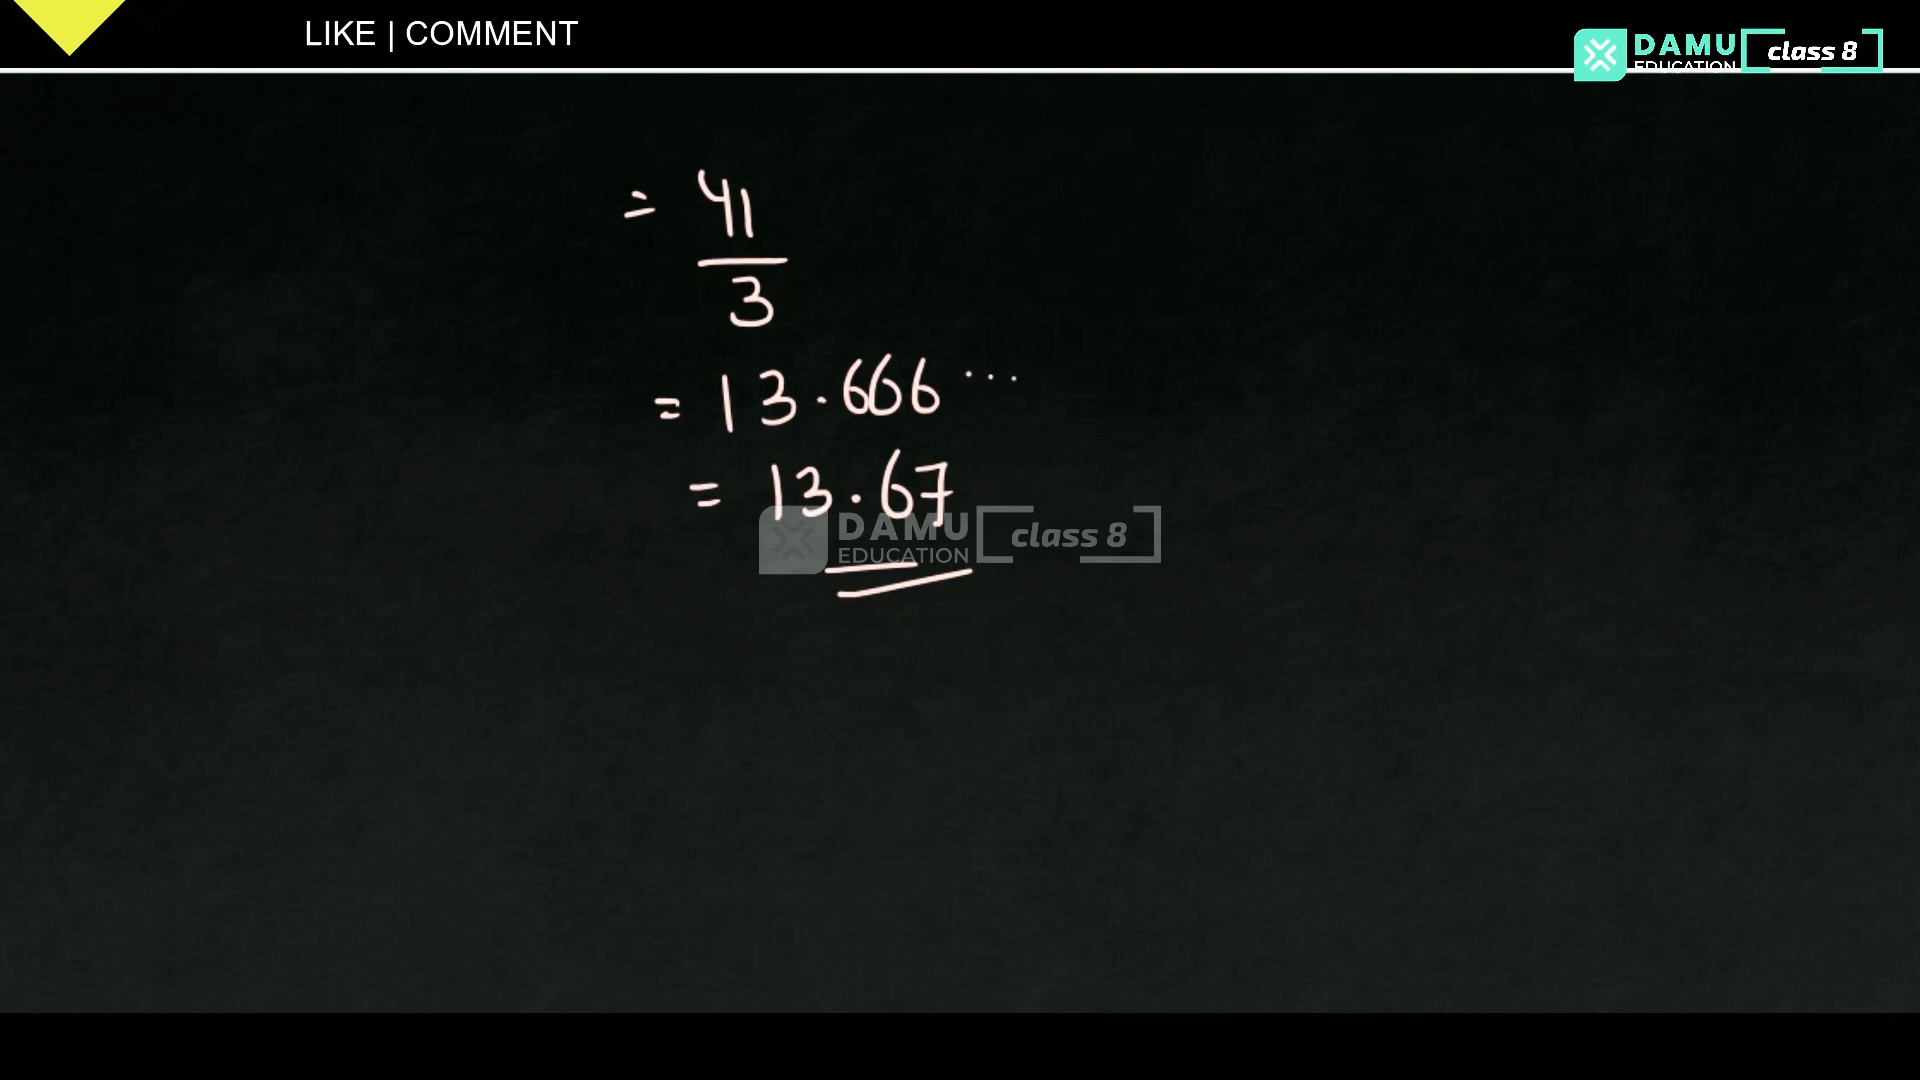 LIKE | COMMENT
DAMU
EDUCATION
class 8
= 41
3
= 13.666...
= 13.67
DAMU
EDUCATION
class 8